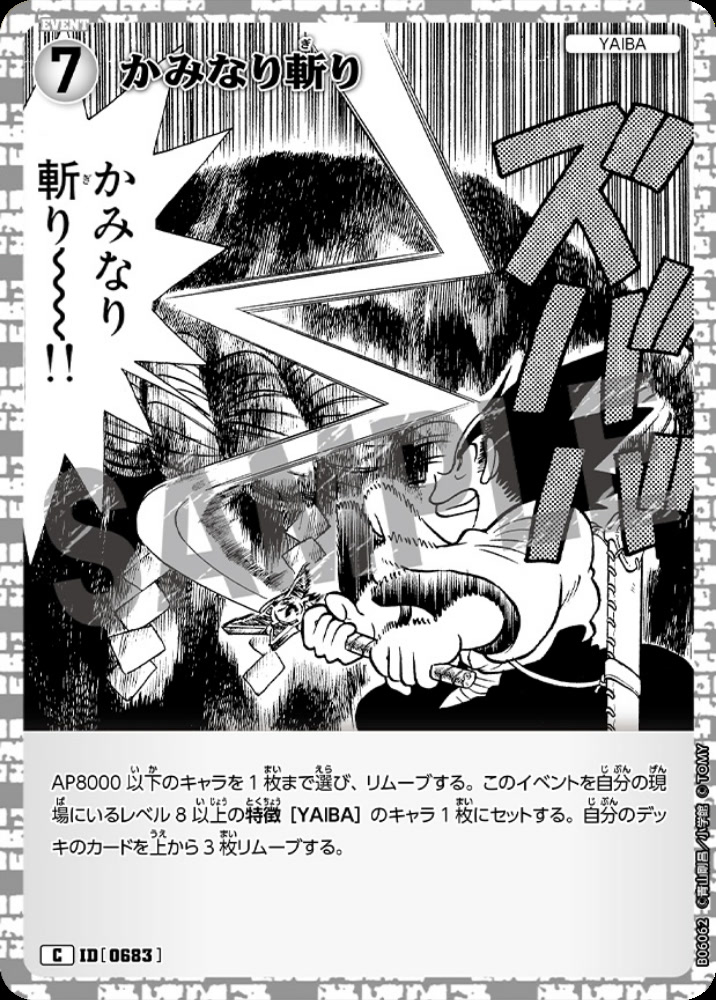 EVENT
7
かみなり斬り
YAIBA
かみなり
斬り〜〜〜!!
ズババ
SAMPLE
AP8000以下のキャラを1枚まで選び、リムーブする。このイベントを自分の現
場にいるレベル8以上の特徴［YAIBA］のキャラ1枚にセットする。自分のデッ
キのカードを上から3枚リムーブする。
C ID[0683]
B06062 ©青山剛昌／小学館 ©TOMY